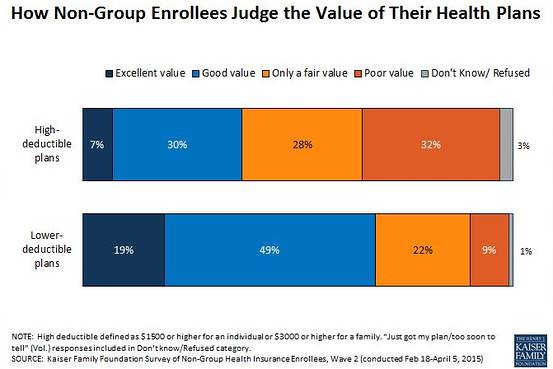 How Non-Group Enrollees Judge the Value of Their Health Plans
Excellent value Good value Only a fair value Poor value Don't Know/ Refused
High-
deductible
plans
7% 30% 28% 32% 3%
Lower-
deductible
plans
19% 49% 22% 9% 1%
NOTE: High deductible defined as $1500 or higher for an individual or $3000 or higher for a family. “Just got my plan/too soon to
tell” (Vol.) responses included in Don't know/Refused category.
SOURCE: Kaiser Family Foundation Survey of Non-Group Health Insurance Enrollees, Wave 2 (conducted Feb 18-April 5, 2015)
THE HENRY J.
KAISER
FAMILY
FOUNDATION